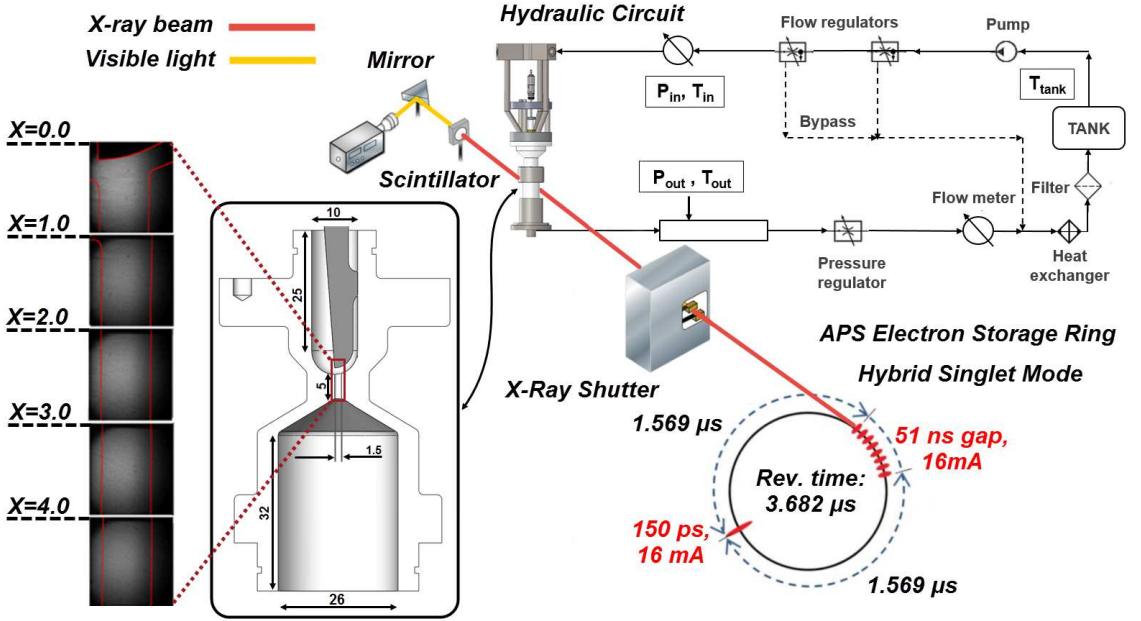 X-ray beam
Visible light
Mirror
Scintillator
Hydraulic Circuit
Flow regulators
Pump
Pin, Tin
Ttank
Bypass
TANK
Pout , Tout
Filter
Flow meter
Pressure
regulator
Heat
exchanger
X=0.0
X=1.0
X=2.0
X=3.0
X=4.0
10
25
5
1.5
32
26
X-Ray Shutter
APS Electron Storage Ring
Hybrid Singlet Mode
1.569 µs
51 ns gap,
16mA
Rev. time:
3.682 µs
150 ps,
16 mA
1.569 µs